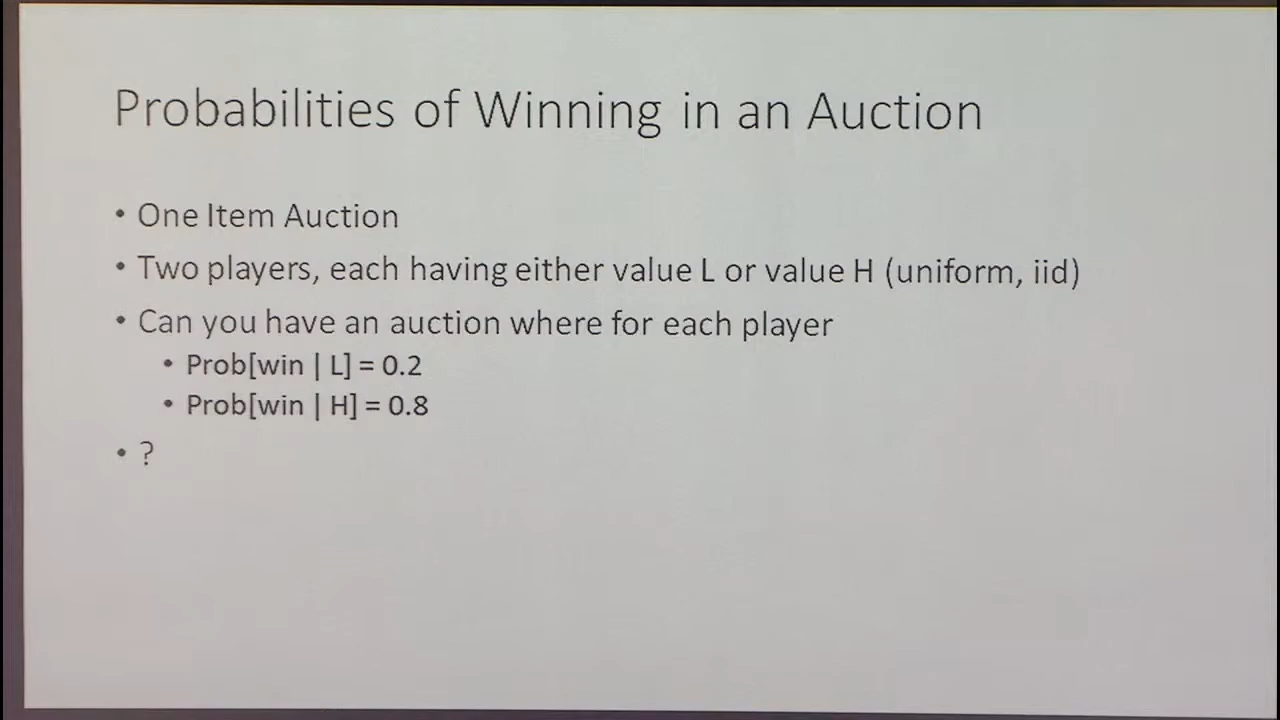 Probabilities of Winning in an Auction
• One Item Auction
• Two players, each having either value L or value H (uniform, iid)
• Can you have an auction where for each player
• Prob[win | L] = 0.2
• Prob[win | H] = 0.8
• ?